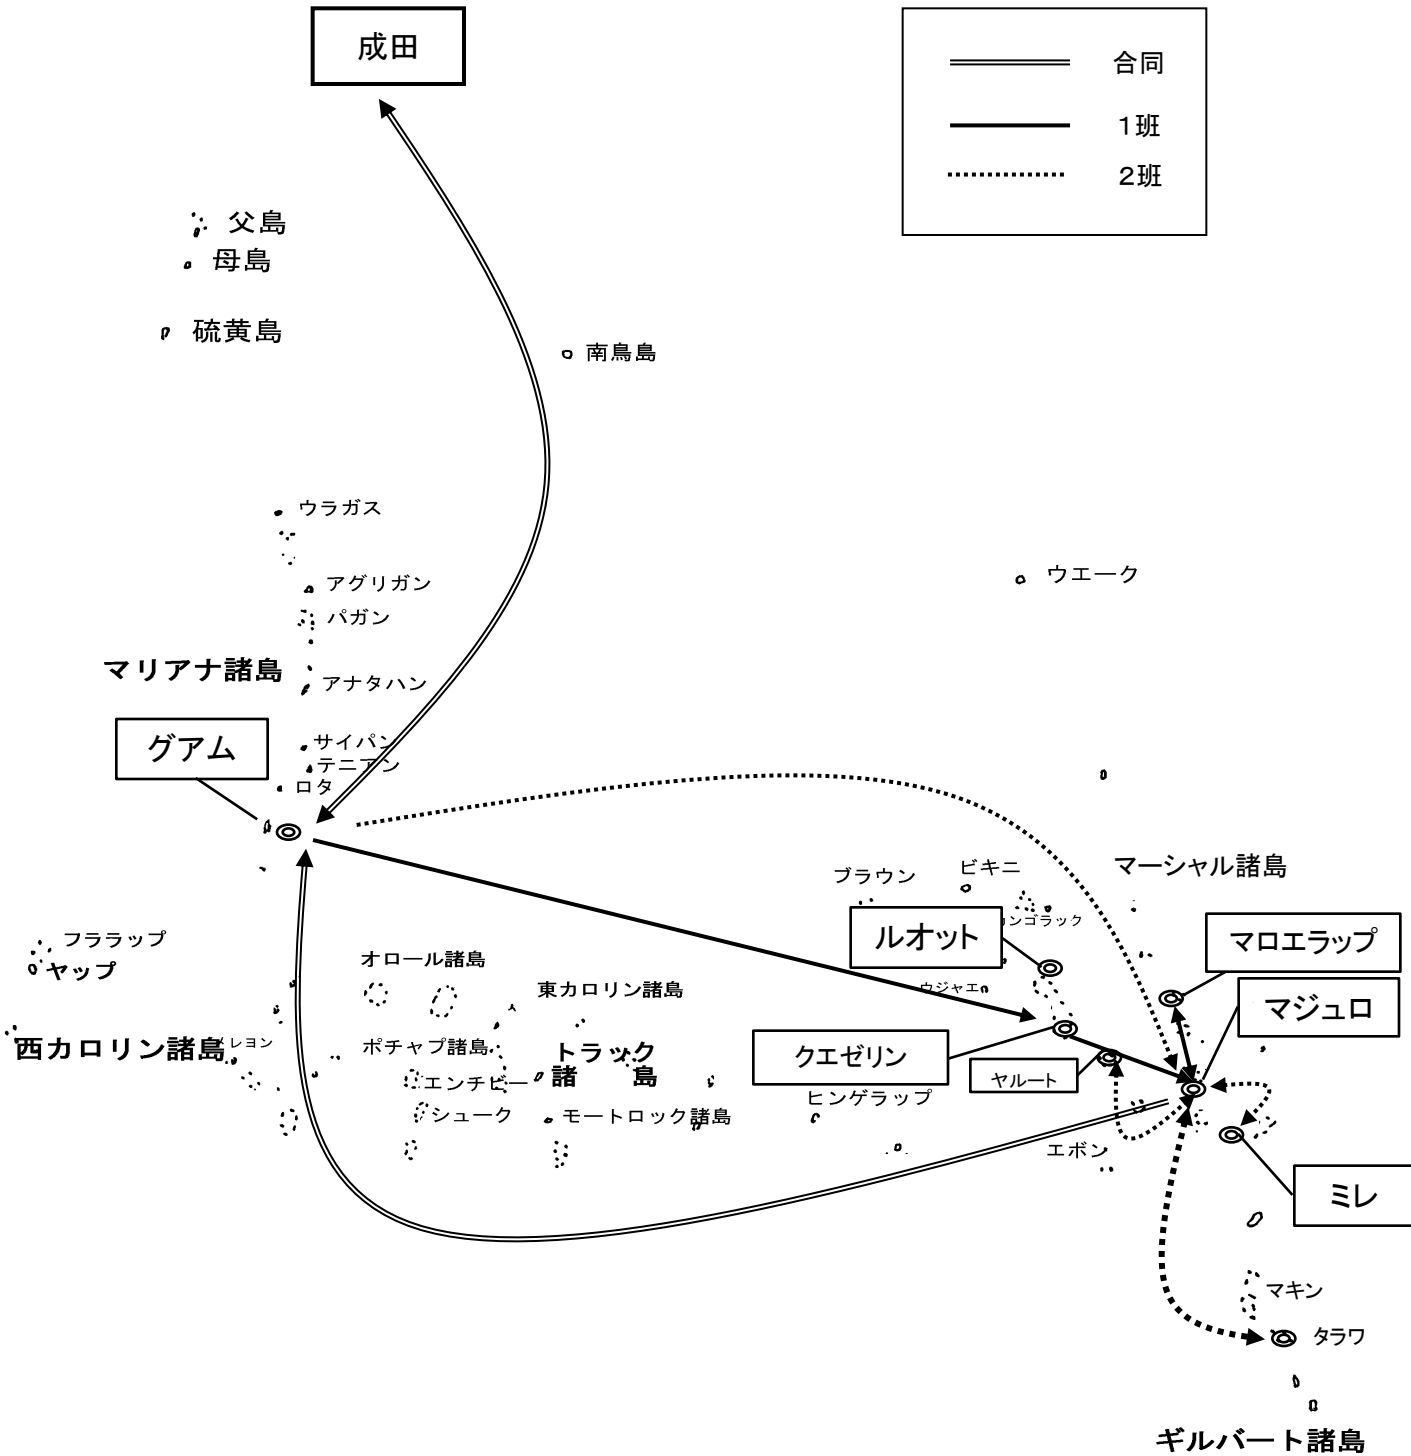 成田
合同
1班
2班
父島
母島
硫黄島
南鳥島
ウラガス
アグリガン
パガン
ウエーク
マリアナ諸島
アナタハン
グアム
サイパン
テニアン
ロタ
ブラウン
ビキニ
マーシャル諸島
ルオット
ンゴラック
マロエラップ
フララップ
ヤップ
オロール諸島
東カロリン諸島
ウジャエ
マジュロ
西カロリン諸島
レヨン
ポチャプ諸島
トラック
諸 島
クエゼリン
ヤルート
エンチビー
シューク
モートロック諸島
ヒンゲラップ
エボン
ミレ
マキン
タラワ
ギルバート諸島